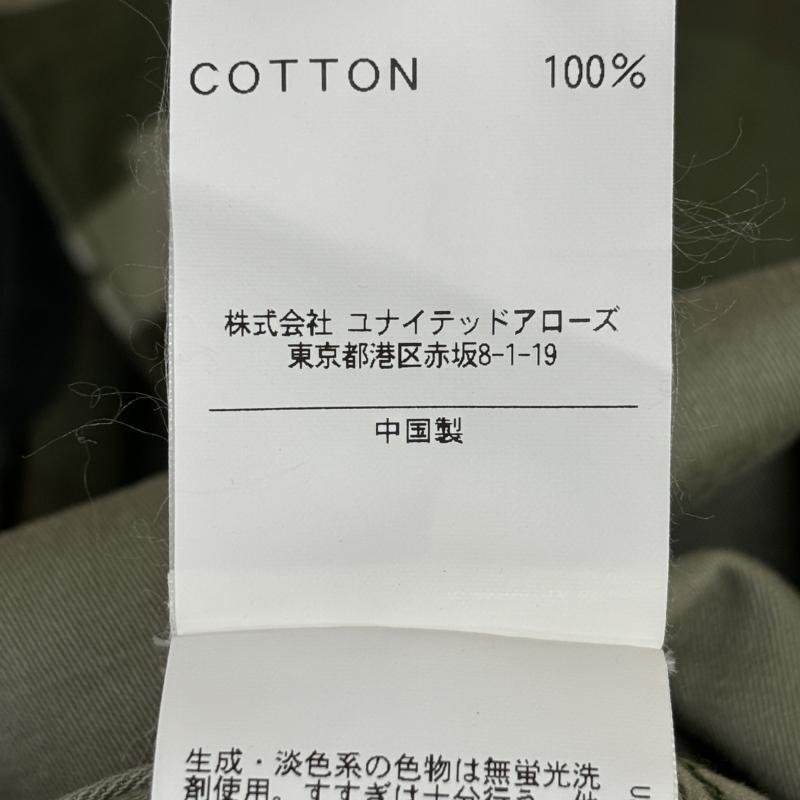 COTTON 100%
株式会社 ユナイテッドアローズ
東京都港区赤坂8-1-19
中国製
生成・淡色系の色物は無蛍光洗
剤使用。すすぎは十分行う。